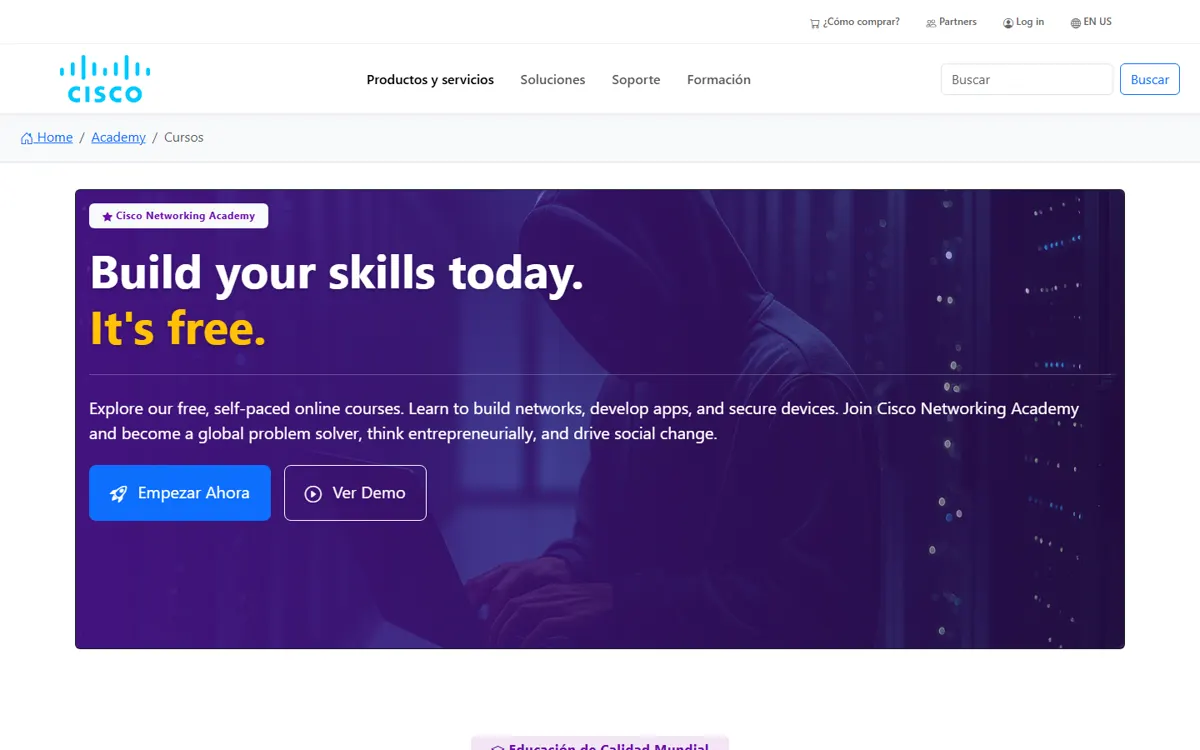 ¿Cómo comprar? Partners Log in EN US
CISCO
Productos y servicios Soluciones Soporte Formación
Buscar Buscar
Home / Academy / Cursos
Cisco Networking Academy
Build your skills today.
It's free.
Explore our free, self-paced online courses. Learn to build networks, develop apps, and secure devices. Join Cisco Networking Academy
and become a global problem solver, think entrepreneurially, and drive social change.
Empezar Ahora Ver Demo
Educación de Calidad Mundial